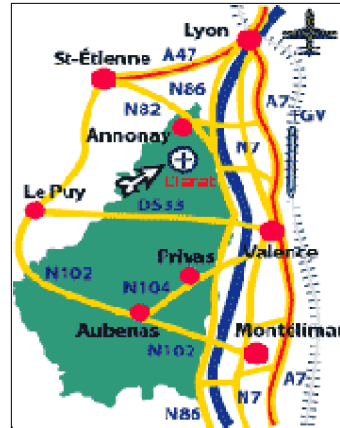 Lyon
A47
St-Étienne
N86
N82
A7
TGV
Annonay
N7
Le Puy
D533
Privas
Valence
N102
N104
Aubenas
Montélimar
N102
A7
N7
N86